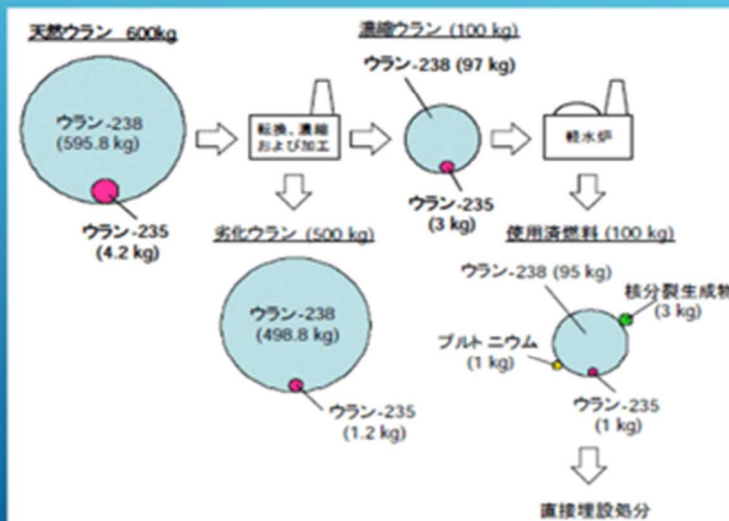 天然ウラン 600kg
ウラン-238
(595.8 kg)
ウラン-235
(4.2 kg)
転換、濃縮
および加工
濃縮ウラン (100 kg)
ウラン-238 (97 kg)
ウラン-235
(3 kg)
軽水炉
劣化ウラン (500 kg)
ウラン-238
(498.8 kg)
ウラン-235
(1.2 kg)
使用済燃料 (100 kg)
ウラン-238 (95 kg)
核分裂生成物
(3 kg)
プルトニウム
(1 kg)
ウラン-235
(1 kg)
直接埋設処分